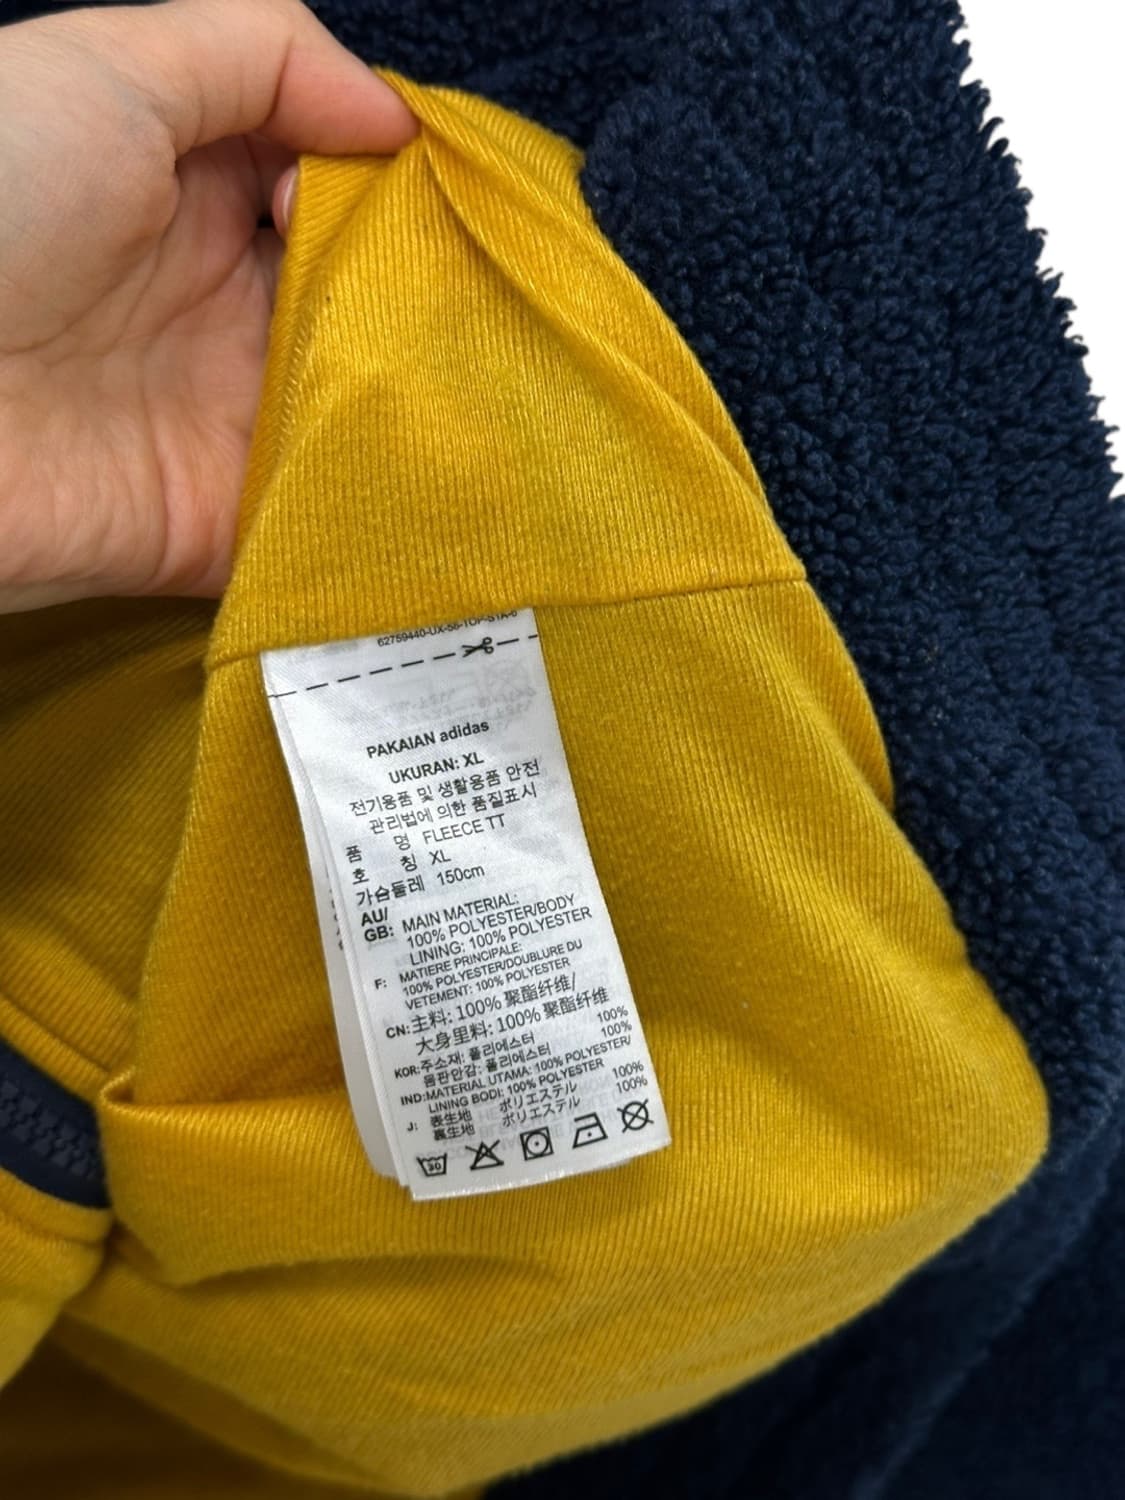 62759440-UX-56-TOP-STA-6
PAKAIAN adidas
UKURAN: XL
전기용품 및 생활용품 안전
관리법에 의한 품질표시
품 명 FLEECE TT
호 칭 XL
가슴둘레 150cm
AU/
GB: MAIN MATERIAL:
100% POLYESTER/BODY
LINING: 100% POLYESTER
F: MATIERE PRINCIPALE:
100% POLYESTER/DOUBLURE DU
VETEMENT: 100% POLYESTER
CN: 主料: 100% 聚酯纤维/
大身里料: 100% 聚酯纤维
KOR: 주소재: 폴리에스터 100%
몸판안감: 폴리에스터 100%
IND: MATERIAL UTAMA: 100% POLYESTER/
LINING BODI: 100% POLYESTER
J: 表生地 ポリエステル 100%
裏生地 ポリエステル 100%
30